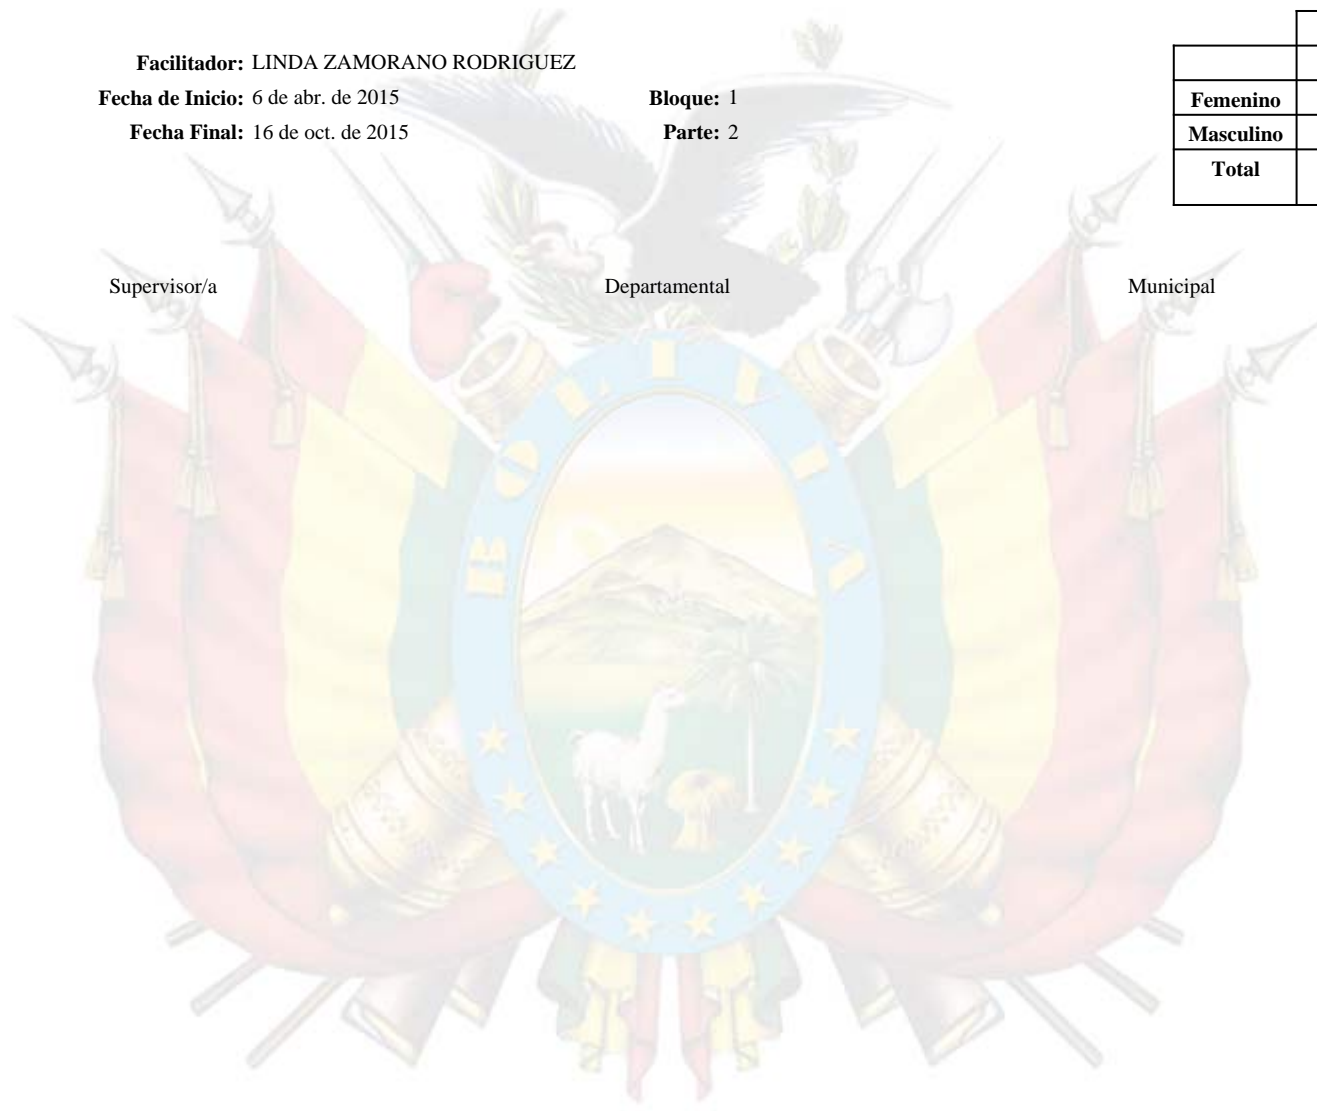 Facilitador: LINDA ZAMORANO RODRIGUEZ
Fecha de Inicio: 6 de abr. de 2015 Bloque: 1
Fecha Final: 16 de oct. de 2015 Parte: 2
Femenino
Masculino
Total
Supervisor/a Departamental Municipal
BOLIVIA